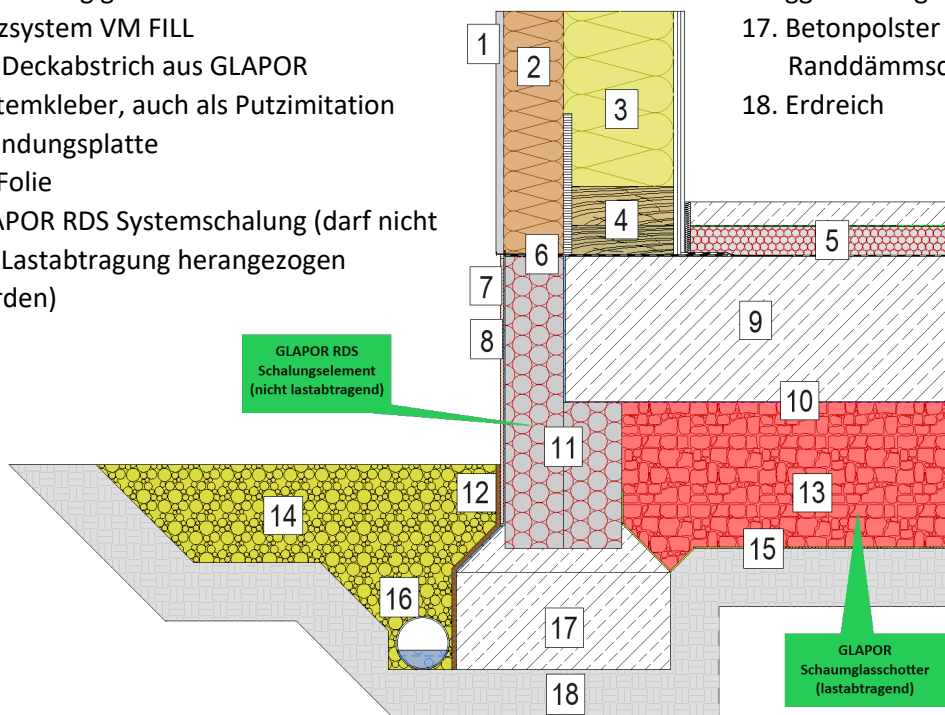 zsystem VM FILL
Deckabstrich aus GLAPOR
temkleber, auch als Putzimitation
ndungsplatte
Folie
APOR RDS Systemschalung (darf nicht
Lastabtragung herangezogen
rden)
17. Betonpolster
Randdämmsc
18. Erdreich
1
2
3
4
5
6
7
8
9
GLAPOR RDS
Schalungselement
(nicht lastabtragend)
10
11
12
13
14
15
16
17
18
GLAPOR
Schaumglasschotter
(lastabtragend)